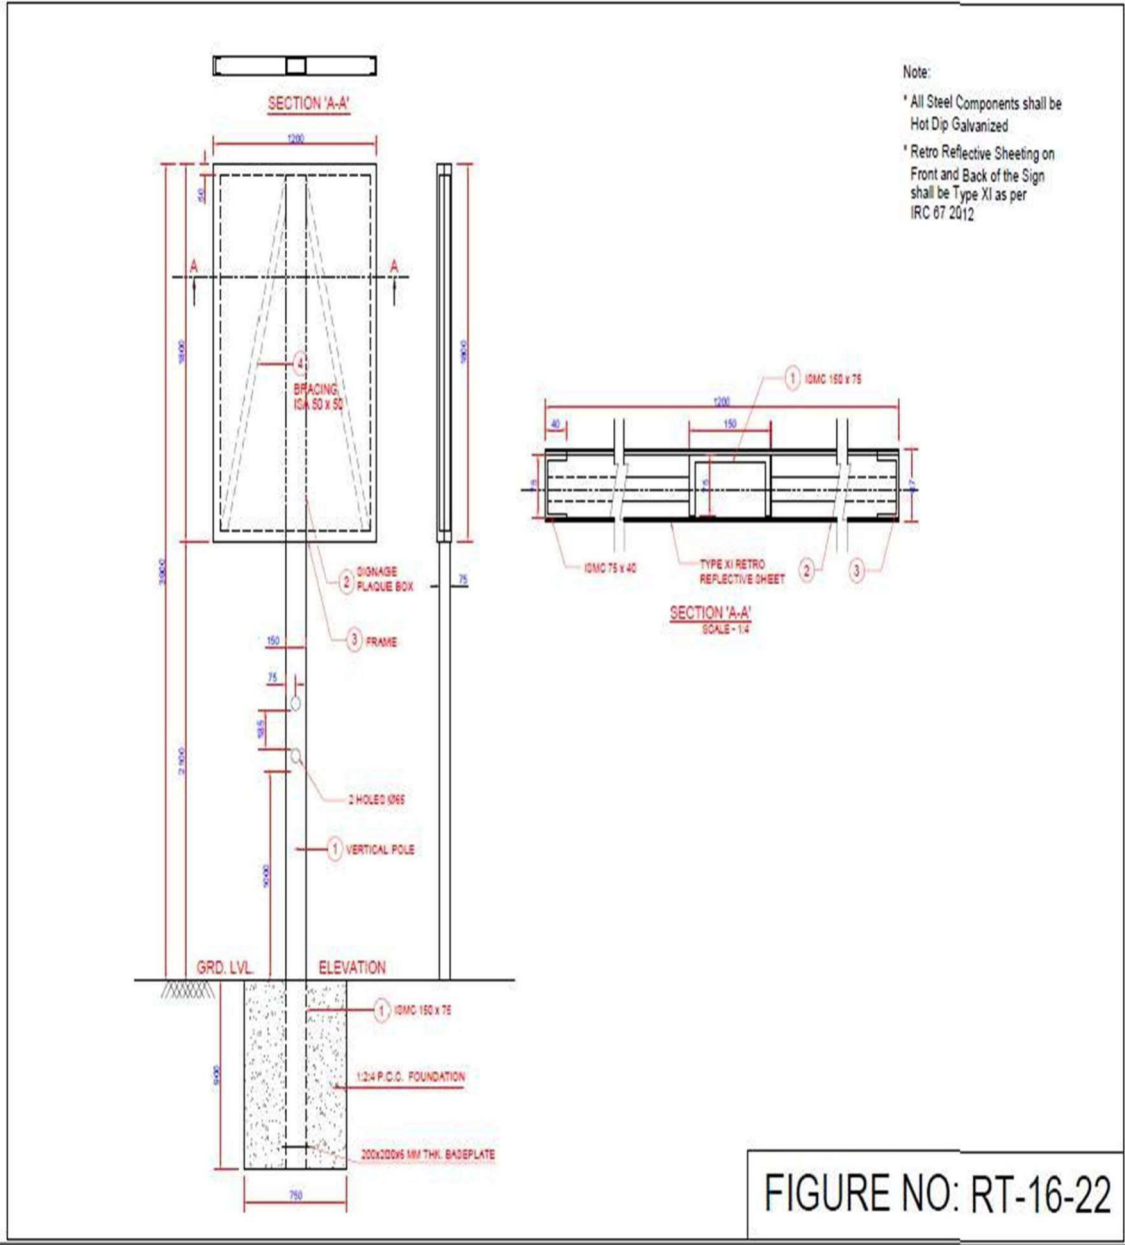 SECTION 'A-A'
1200
Note:
* All Steel Components shall be
Hot Dip Galvanized
* Retro Reflective Sheeting on
Front and Back of the Sign
shall be Type XI as per
IRC 67 2012
50
A
A
1800
1800
4
BRACING
ISA 50 x 50
3900
2
SIGNAGE
PLAQUE BOX
75
3
FRAME
150
75
2100
2 HOLES Ø65
1
VERTICAL POLE
GRD. LVL.
ELEVATION
1
ISMC 150 x 75
900
1:2:4 P.C.C. FOUNDATION
200x200x6 MM THK. BASEPLATE
750
1
ISMC 150 x 75
1200
40
150
75
75
ISMC 75 x 40
TYPE XI RETRO
REFLECTIVE SHEET
2
3
SECTION 'A-A'
SCALE - 1:4
FIGURE NO: RT-16-22